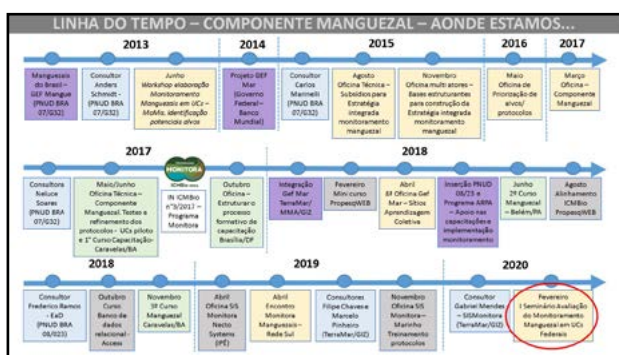 LINHA DO TEMPO – COMPONENTE MANGUEZAL – AONDE ESTAMOS...
2013
2014
2015
2016
2017
Manguezais
do Brasil –
GEF Mangue
(PNUD BRA
07/G32)
Consultor
Anders
Schmidt -
(PNUD BRA
07/G32)
Junho
Workshop elaboração
Monitoramento
Manguezais em UCs –
MoMa, identificação
potenciais alvos
Projeto GEF
Mar
(Governo
Federal –
Banco
Mundial)
Consultor
Carlos
Marinelli
(PNUD BRA
07/G32)
Agosto
Oficina Técnica –
Subsídios para
Estratégia
integrada
monitoramento
manguezal
Novembro
Oficina multi atores –
Bases estruturantes
para construção da
Estratégia integrada
monitoramento
manguezal
Maio
Oficina de
Priorização de
alvos/protocolos
Março
Oficina –
Componente
Manguezal
2017
2018
Consultora
Neluce
Soares
(PNUD BRA
07/G32)
Maio/Junho
Oficina Técnica –
Componente
Manguezal. Testes a
refinamento dos
protocolos - UCs piloto
e 1° Curso Capacitação-
Caravelas/BA
MONITORA
IN ICMBio
n°3/2017 –
Programa
Monitora
Outubro
Oficina –
Estruturar o
processo
formativo de
capacitação
Brasília/DF
Integração
Gef Mar
TerraMar/
MMA/GIZ
Fevereiro
Mini curso
PropesqWEB
Abril
8ª Oficina Gef
Mar – Sítios
Aprendizagem
Coletiva
Inserção PNUD
08/23 e Programa
ARPA – Apoio
nas capacitações e
implementação
monitoramento
Junho
2º Curso
Manguezal
– Belém/PA
Agosto
Alinhamento
ICMBio
PropesqWEB
2018
2019
2020
Consultor
Frederico Ramos
- EaD
(PNUD BRA
08/023)
Outubro
Curso
Banco de
dados
relacional -
Access
Novembro
3º Curso
Manguezal
Caravelas/BA
Abril
Oficina SIS
Monitora
Necto
Systems
(IPÊ)
Abril
Encontro
Monitora
Manguezais –
Rede Sul
Consultores
Filipe Chaves e
Marcelo
Pinheiro
(TerraMar/GIZ)
Novembro
Oficina SIS
Monitora -
Marinho
Treinamento
protocolos
Consultor
Gabriel Mendes
- SISMonitora
(TerraMar/GIZ)
Fevereiro
I Seminário Avaliação
do Monitoramento
Manguezal em UCs
Federais